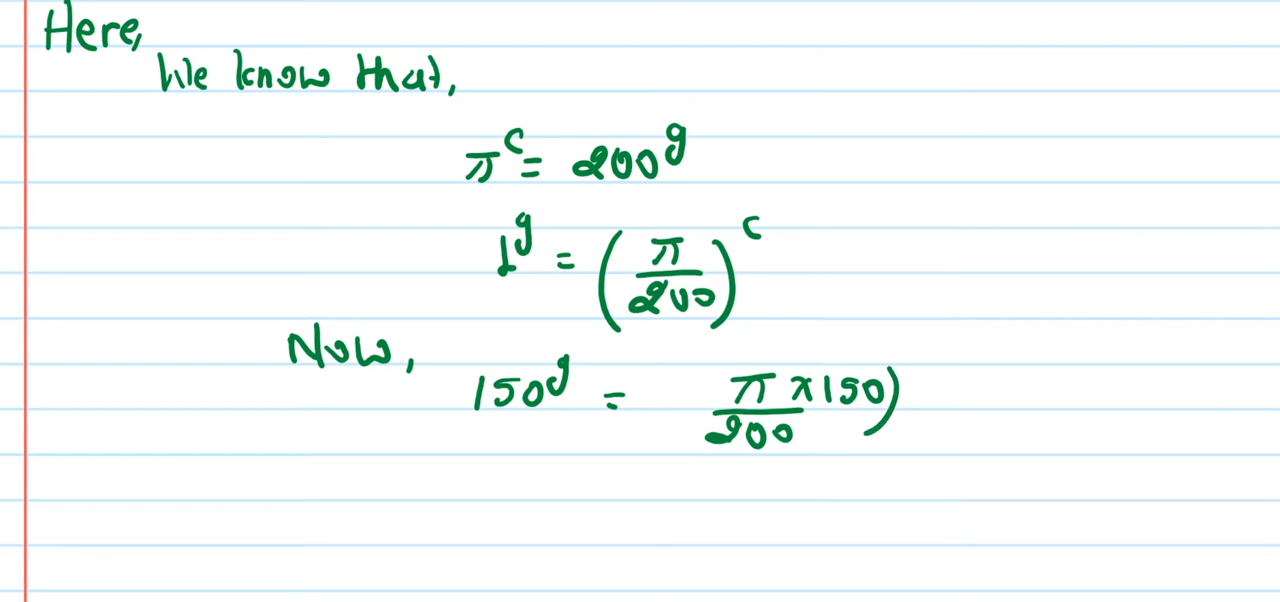 Here,
We know that,
π^c = 200^g
1^g = (π/200)^c
Now,
150^g = π/200 × 150)